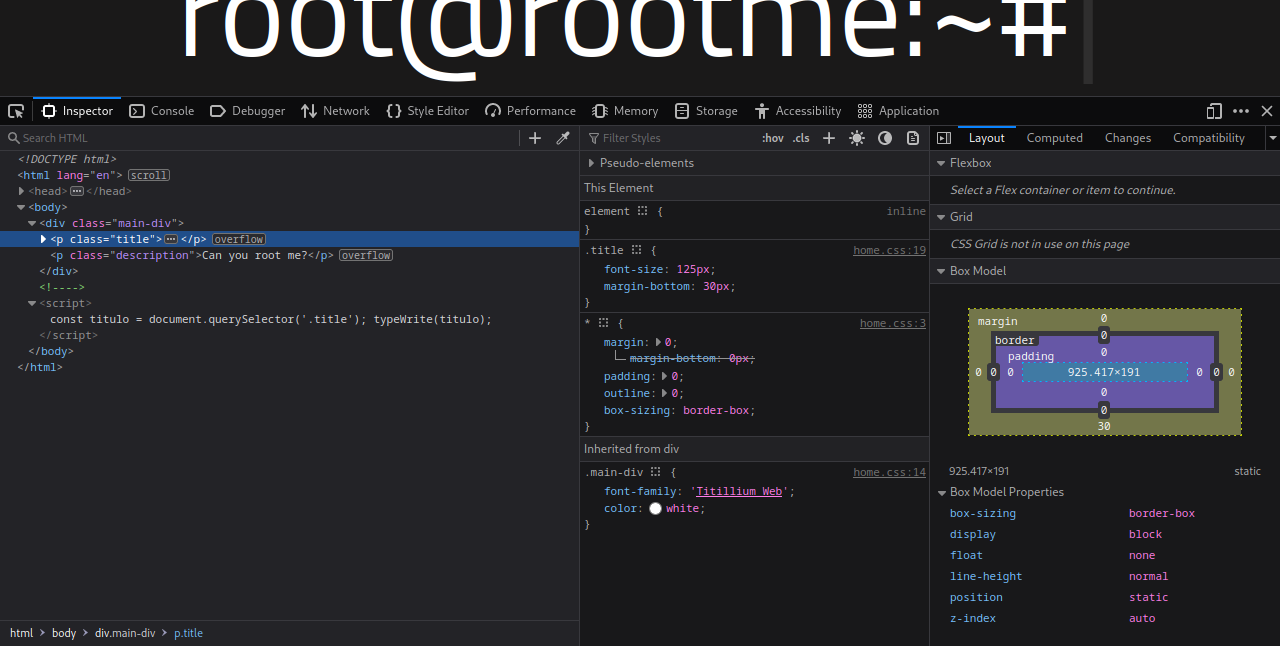 root@rootme:~#
Inspector Console Debugger Network Style Editor Performance Memory Storage Accessibility Application
Search HTML
<!DOCTYPE html>
<html lang="en"> scroll
<head> </head>
<body>
<div class="main-div">
<p class="title"> </p> overflow
<p class="description">Can you root me?</p> overflow
</div>
<!---->
<script>
const titulo = document.querySelector('.title'); typeWrite(titulo);
</script>
</body>
</html>
html > body > div.main-div > p.title
Filter Styles :hov .cls +
Pseudo-elements
This Element
element { inline
}
.title { home.css:19
font-size: 125px;
margin-bottom: 30px;
}
* { home.css:3
margin: 0;
margin-bottom: 0px;
padding: 0;
outline: 0;
box-sizing: border-box;
}
Inherited from div
.main-div { home.css:14
font-family: 'Titillium Web';
color: white;
}
Layout Computed Changes Compatibility
Flexbox
Select a Flex container or item to continue.
Grid
CSS Grid is not in use on this page
Box Model
margin 0
border 0
padding 0
0 0 0 925.417×191 0 0 0
0
0
30
925.417×191 static
Box Model Properties
box-sizing border-box
display block
float none
line-height normal
position static
z-index auto